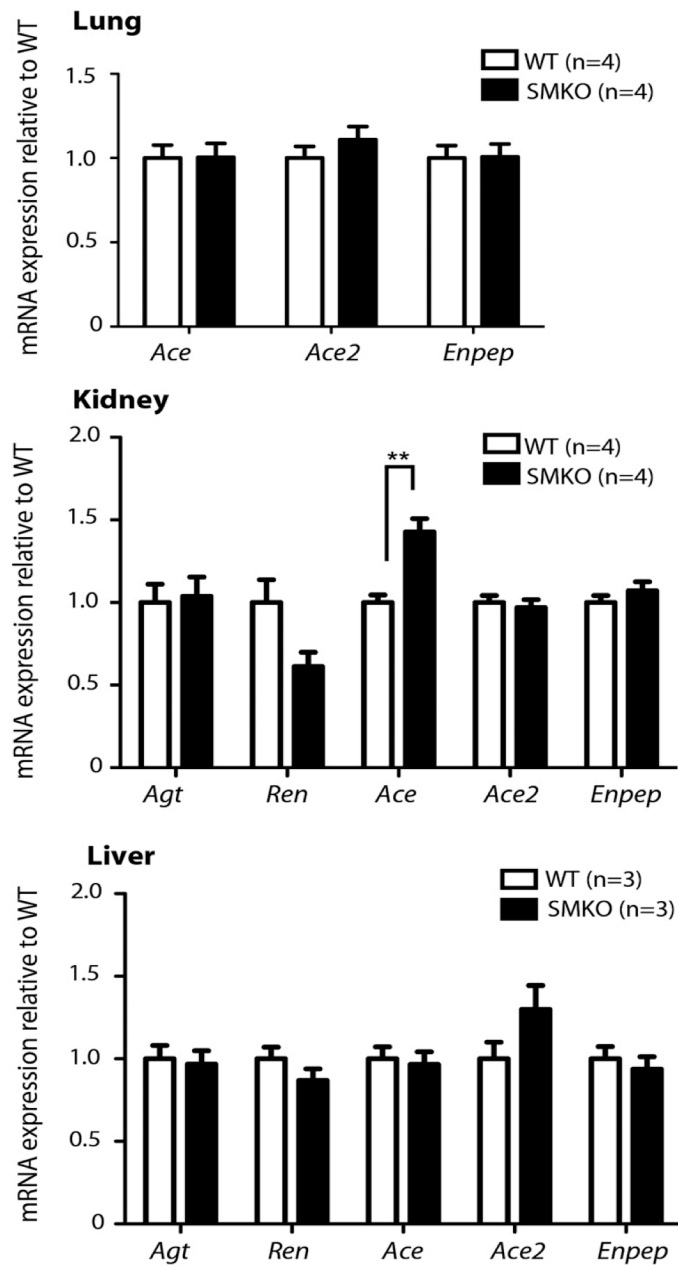 Lung
WT (n=4)
SMKO (n=4)
mRNA expression relative to WT
1.5
1.0
0.5
0
Ace Ace2 Enpep
Kidney
WT (n=4)
SMKO (n=4)
mRNA expression relative to WT
2.0
1.5
1.0
0.5
0
**
Agt Ren Ace Ace2 Enpep
Liver
WT (n=3)
SMKO (n=3)
mRNA expression relative to WT
2.0
1.5
1.0
0.5
0
Agt Ren Ace Ace2 Enpep